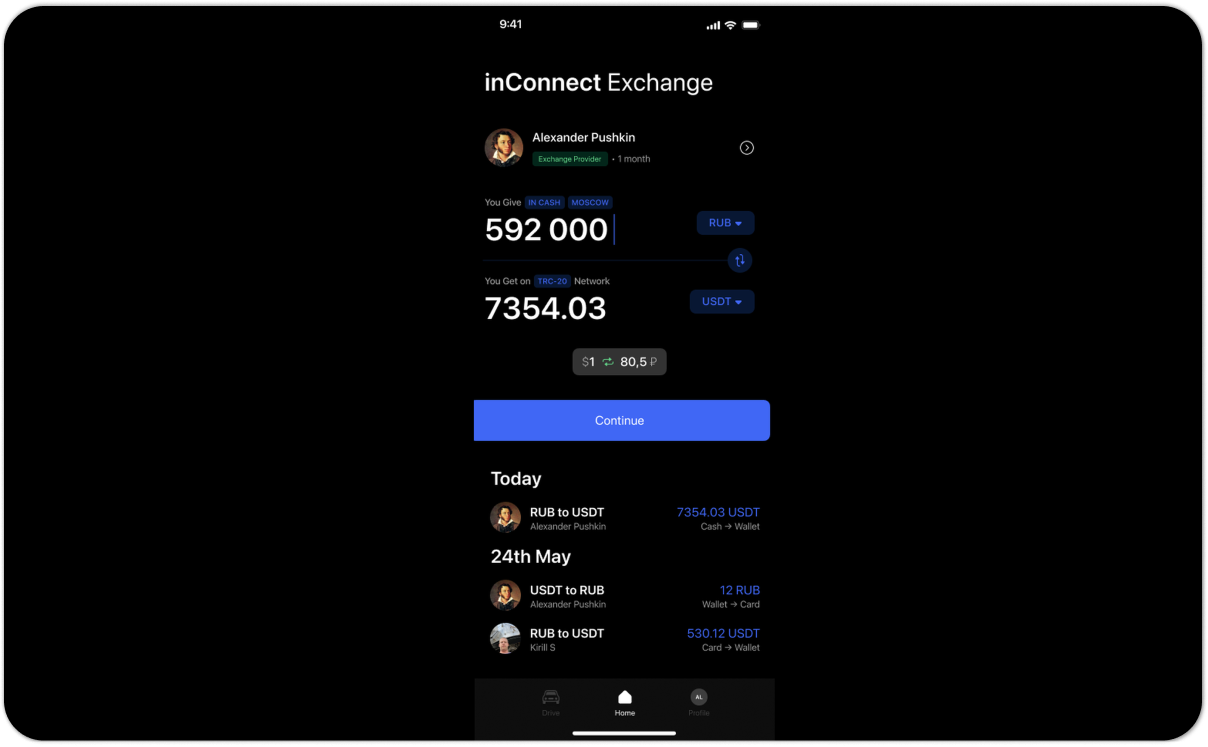 9:41
inConnect Exchange
Alexander Pushkin
Exchange Provider • 1 month
You Give IN CASH MOSCOW
592 000
RUB
You Get on TRC-20 Network
7354.03
USDT
$1 80,5 ₽
Continue
Today
RUB to USDT 7354.03 USDT
Alexander Pushkin Cash → Wallet
24th May
USDT to RUB 12 RUB
Alexander Pushkin Wallet → Card
RUB to USDT 530.12 USDT
Kirill S Card → Wallet
AL
Drive Home Profile